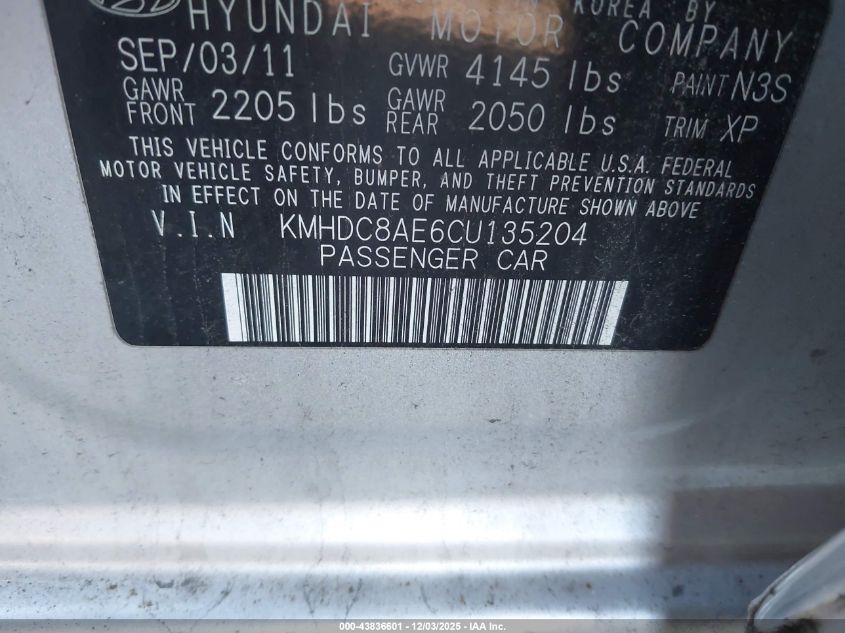 KOREA BY
HYUNDAI MOTOR COMPANY
SEP/03/11 GVWR 4145 lbs PAINT N3S
GAWR FRONT 2205 lbs GAWR REAR 2050 lbs TRIM XP
THIS VEHICLE CONFORMS TO ALL APPLICABLE U.S.A. FEDERAL
MOTOR VEHICLE SAFETY, BUMPER, AND THEFT PREVENTION STANDARDS
IN EFFECT ON THE DATE OF MANUFACTURE SHOWN ABOVE
V.I.N KMHDC8AE6CU135204
PASSENGER CAR
000-43836601 - 12/03/2025 - IAA Inc.